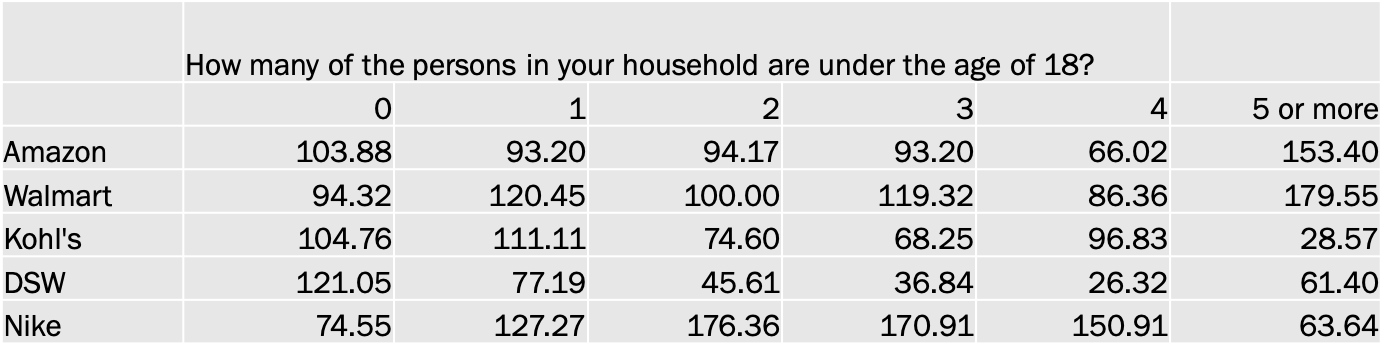 How many of the persons in your household are under the age of 18?
0 1 2 3 4 5 or more
Amazon 103.88 93.20 94.17 93.20 66.02 153.40
Walmart 94.32 120.45 100.00 119.32 86.36 179.55
Kohl's 104.76 111.11 74.60 68.25 96.83 28.57
DSW 121.05 77.19 45.61 36.84 26.32 61.40
Nike 74.55 127.27 176.36 170.91 150.91 63.64